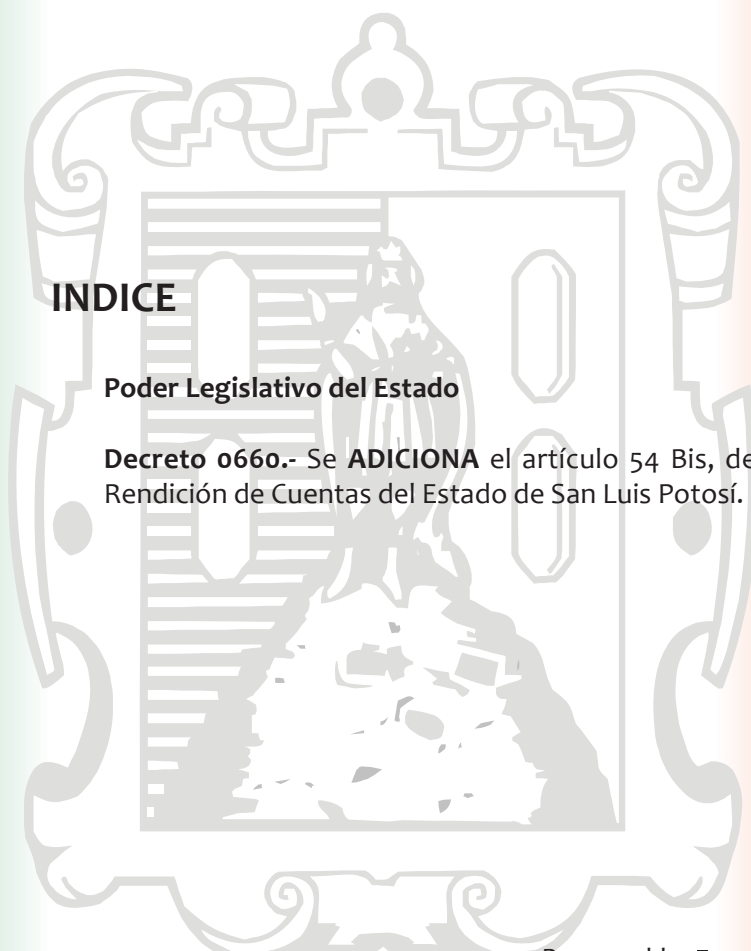 INDICE
Poder Legislativo del Estado
Decreto 0660.- Se ADICIONA el artículo 54 Bis, de
Rendición de Cuentas del Estado de San Luis Potosí.